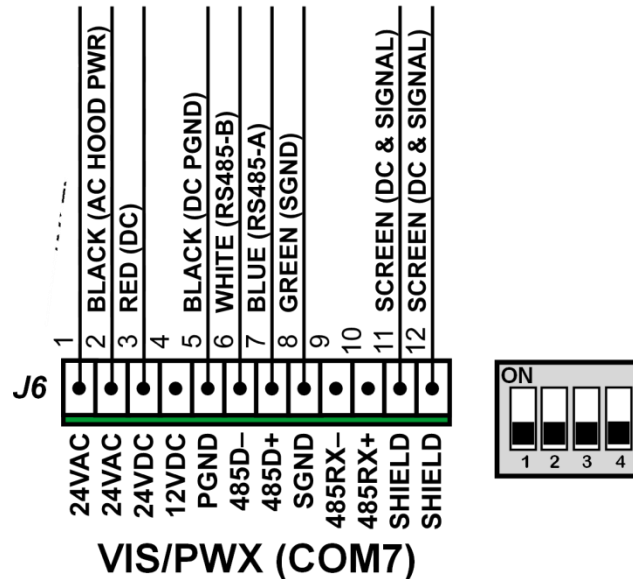 BLACK (AC HOOD PWR)
RED (DC)
BLACK (DC PGND)
WHITE (RS485-B)
BLUE (RS485-A)
GREEN (SGND)
SCREEN (DC & SIGNAL)
SCREEN (DC & SIGNAL)
1 2 3 4 5 6 7 8 9 10 11 12
J6
24VAC
24VAC
24VDC
12VDC
PGND
485D–
485D+
SGND
485RX–
485RX+
SHIELD
SHIELD
VIS/PWX (COM7)
ON
1 2 3 4